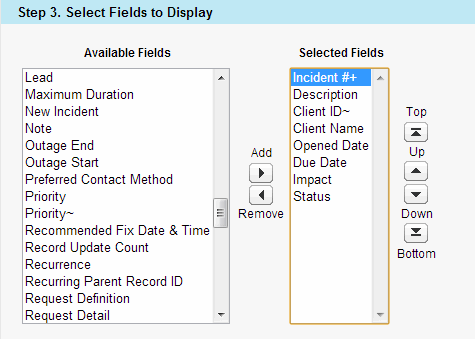 Step 3. Select Fields to Display
Available Fields
Lead
Maximum Duration
New Incident
Note
Outage End
Outage Start
Preferred Contact Method
Priority
Priority~
Recommended Fix Date & Time
Record Update Count
Recurrence
Recurring Parent Record ID
Request Definition
Request Detail
Add
Remove
Selected Fields
Incident #+
Description
Client ID~
Client Name
Opened Date
Due Date
Impact
Status
Top
Up
Down
Bottom